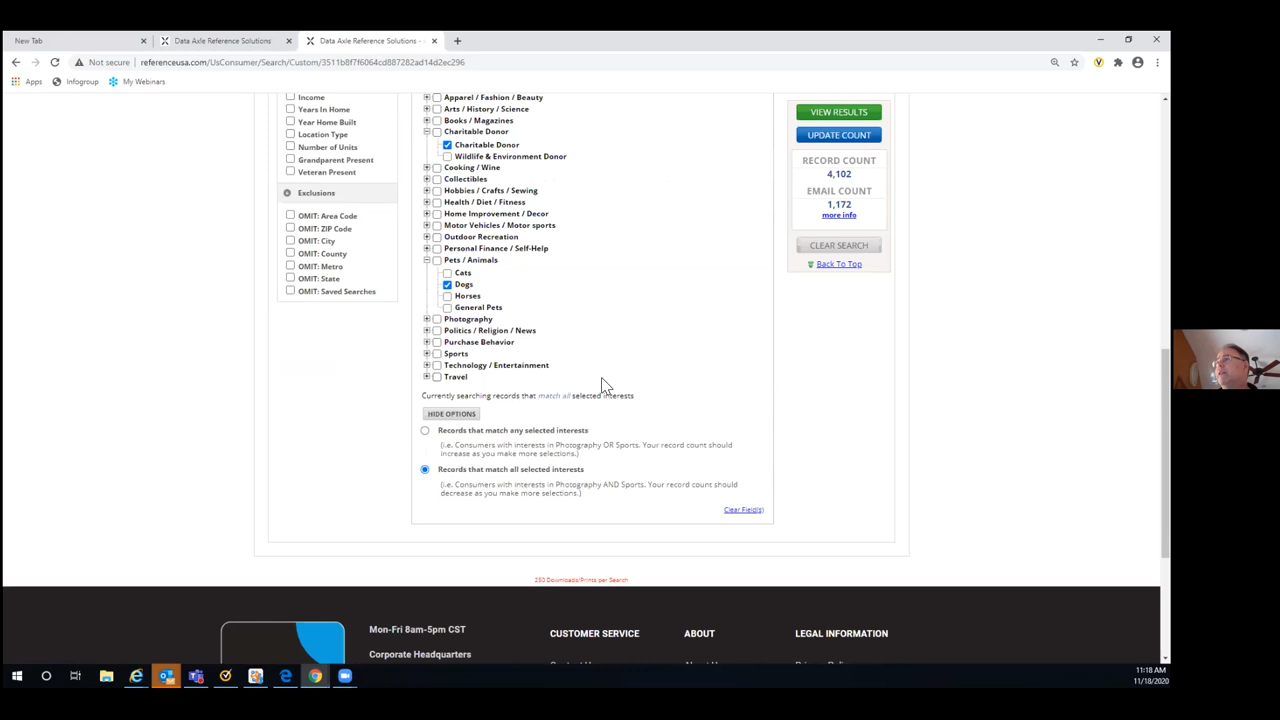 New Tab
Data Axle Reference Solutions
Data Axle Reference Solutions -
Not secure
referenceusa.com/UsConsumer/Search/Custom/3511b8f7f6064cd887282ad14d2ec296
Apps
Infogroup
My Webinars
Income
Years In Home
Year Home Built
Location Type
Number of Units
Grandparent Present
Veteran Present
Exclusions
OMIT: Area Code
OMIT: ZIP Code
OMIT: City
OMIT: County
OMIT: Metro
OMIT: State
OMIT: Saved Searches
Apparel / Fashion / Beauty
Arts / History / Science
Books / Magazines
Charitable Donor
Charitable Donor
Wildlife & Environment Donor
Cooking / Wine
Collectibles
Hobbies / Crafts / Sewing
Health / Diet / Fitness
Home Improvement / Decor
Motor Vehicles / Motor sports
Outdoor Recreation
Personal Finance / Self-Help
Pets / Animals
Cats
Dogs
Horses
General Pets
Photography
Politics / Religion / News
Purchase Behavior
Sports
Technology / Entertainment
Travel
Currently searching records that match all selected interests
HIDE OPTIONS
Records that match any selected interests
(i.e. Consumers with interests in Photography OR Sports. Your record count should
increase as you make more selections.)
Records that match all selected interests
(i.e. Consumers with interests in Photography AND Sports. Your record count should
decrease as you make more selections.)
Clear Field(s)
VIEW RESULTS
UPDATE COUNT
RECORD COUNT
4,102
EMAIL COUNT
1,172
more info
CLEAR SEARCH
Back To Top
250 Downloads/Prints per Search
Mon-Fri 8am-5pm CST
Corporate Headquarters
CUSTOMER SERVICE
ABOUT
LEGAL INFORMATION
11:18 AM
11/18/2020